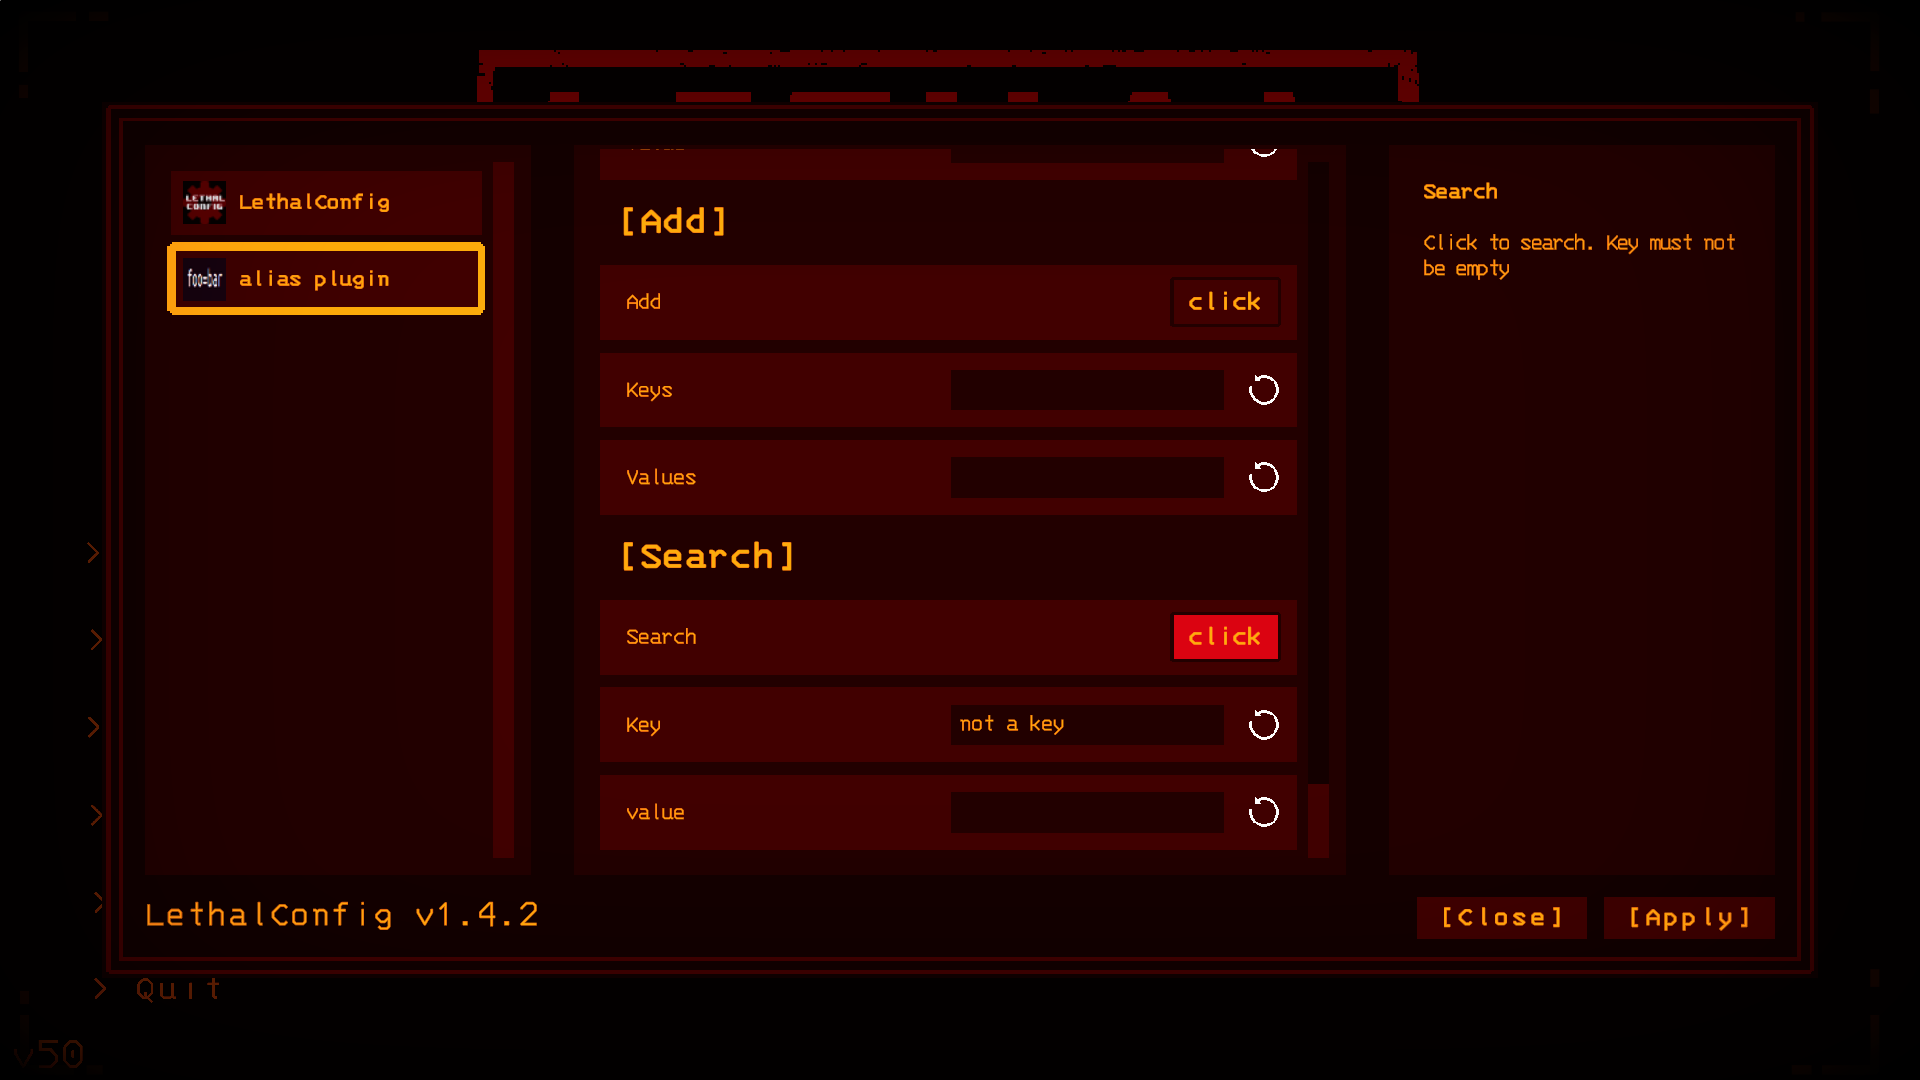 LETHAL
CONFIG
LethalConfig
foo=bar
alias plugin
[Add]
Add
click
Keys
Values
[Search]
Search
click
Key
not a key
value
Search
Click to search. Key must not
be empty
LethalConfig v1.4.2
[Close]
[Apply]
> Quit
v50